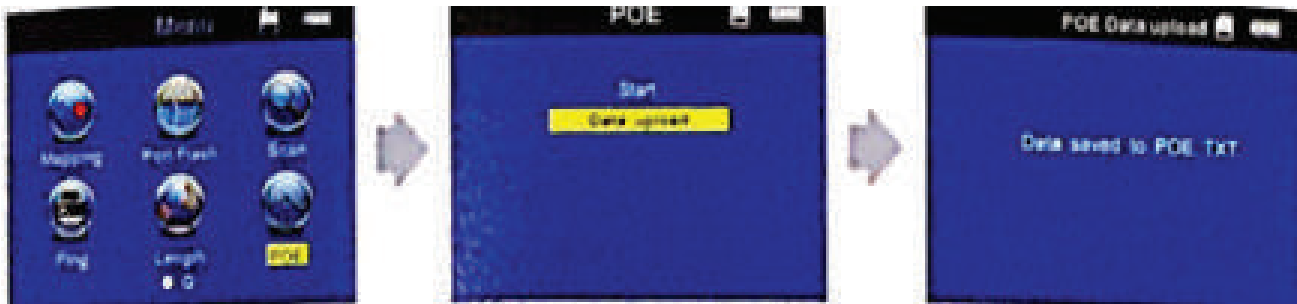 POE
POE Data upload
Start
Data upload
Mapping
Port Flash
Scan
Data saved to POE TXT
Ping
Length
POE